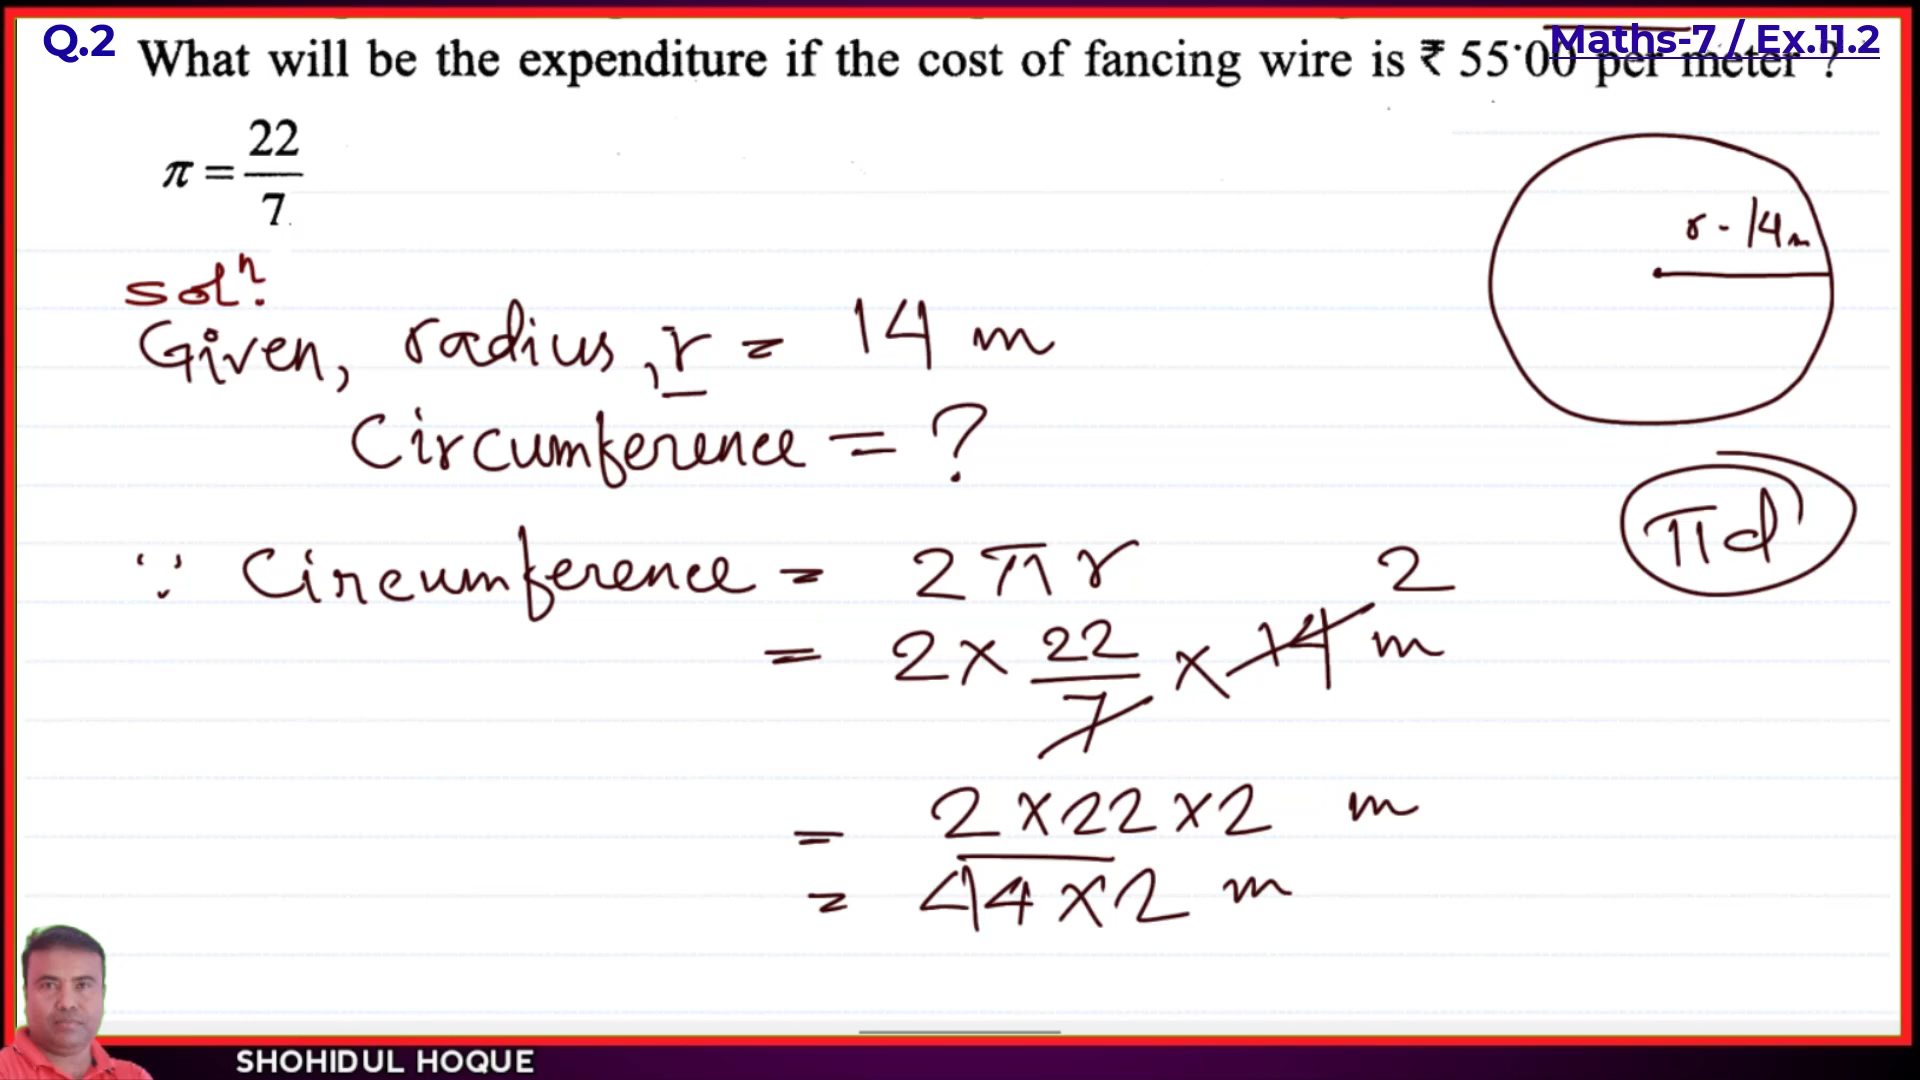 Q.2
Maths-7 / Ex.11.2
What will be the expenditure if the cost of fancing wire is ₹ 55·00 per meter ?
π = 22/7
r - 14 m
solⁿ.
Given, radius, r = 14 m
Circumference = ?
πd
∵ Circumference = 2πr
2
= 2 × 22/7 × 14 m
= 2 × 22 × 2 m
= 44 × 2 m
SHOHIDUL HOQUE